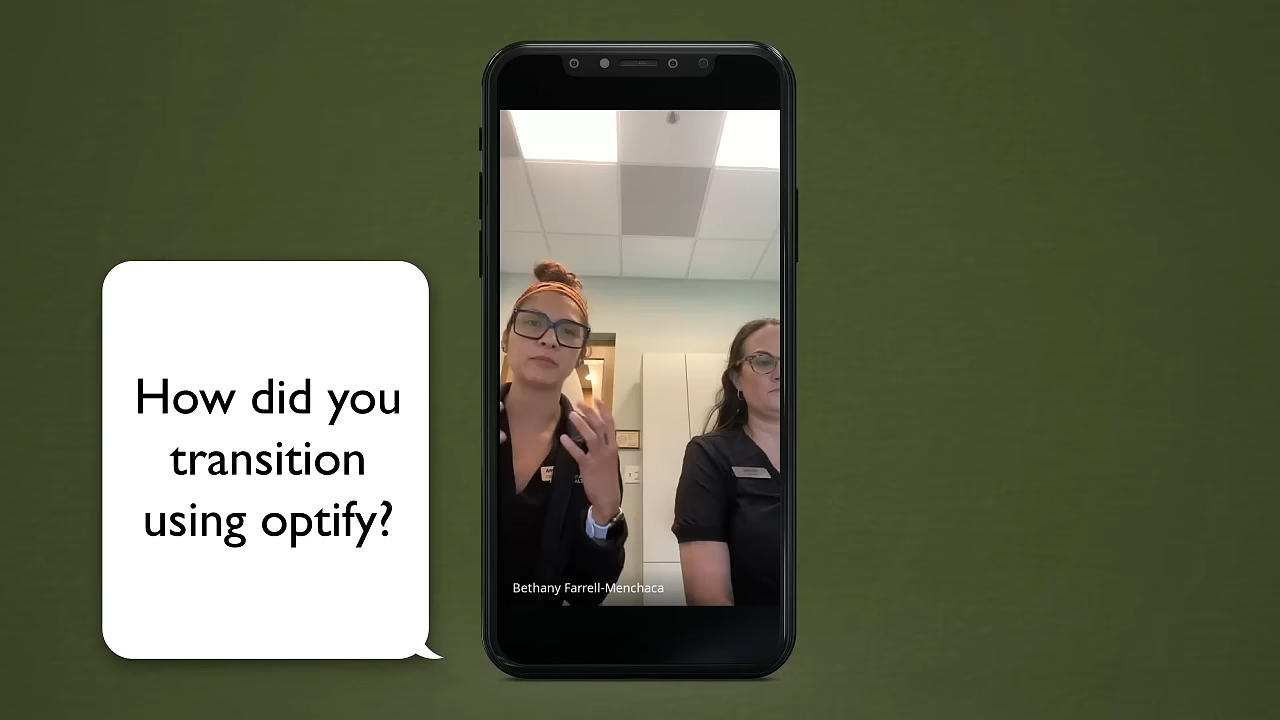 How did you
transition
using optify?
Bethany Farrell-Menchaca